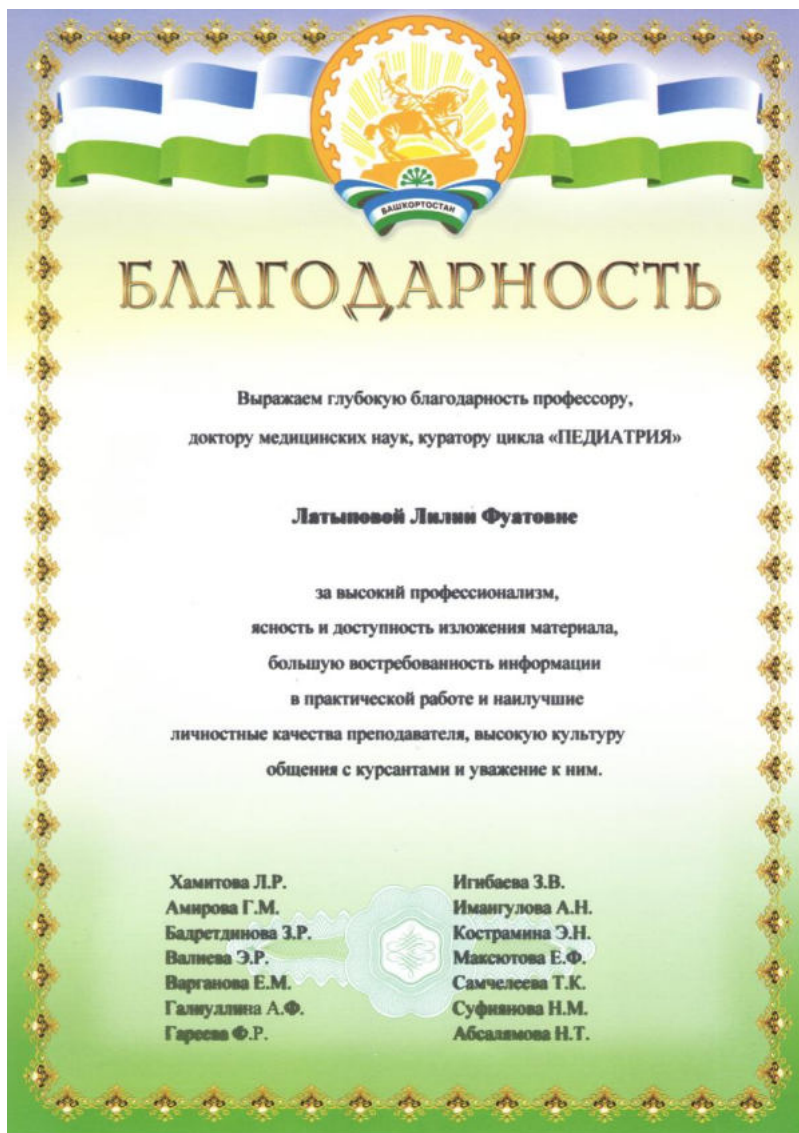 БАШКОРТОСТАН
БЛАГОДАРНОСТЬ
Выражаем глубокую благодарность профессору,
доктору медицинских наук, куратору цикла «ПЕДИАТРИЯ»
Латыповой Лилии Фуатовне
за высокий профессионализм,
ясность и доступность изложения материала,
большую востребованность информации
в практической работе и наилучшие
личностные качества преподавателя, высокую культуру
общения с курсантами и уважение к ним.
Хамитова Л.Р.
Амирова Г.М.
Бадретдинова З.Р.
Валиева Э.Р.
Варганова Е.М.
Галиуллина А.Ф.
Гареева Ф.Р.
Игибаева З.В.
Имангулова А.Н.
Кострамина Э.Н.
Максютова Е.Ф.
Самчелеева Т.К.
Суфиянова Н.М.
Абсалямова Н.Т.